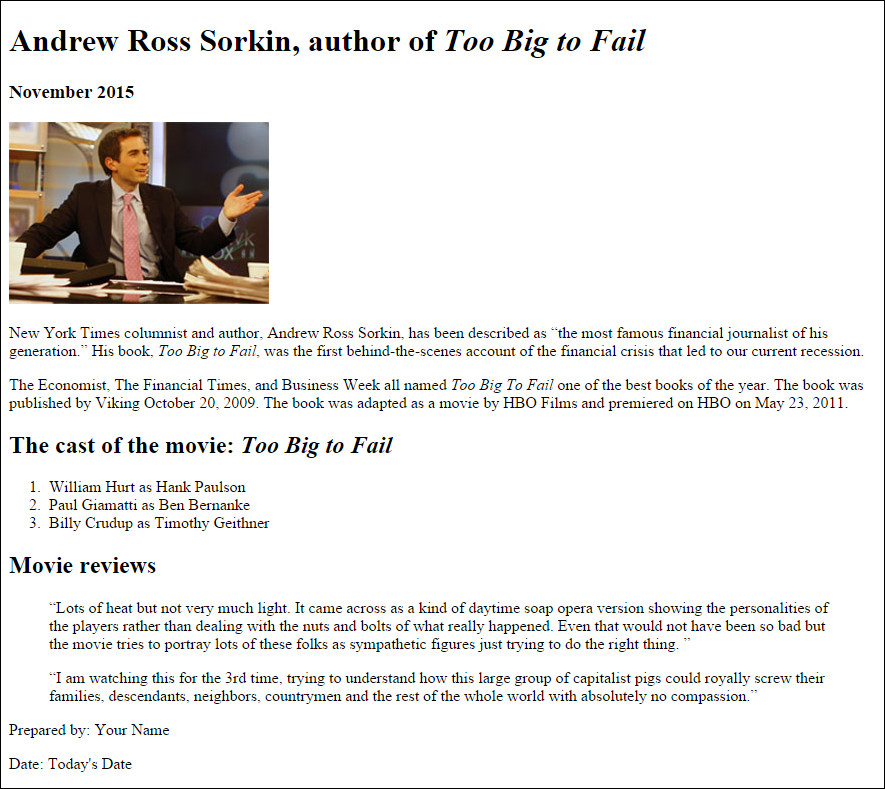 Andrew Ross Sorkin, author of Too Big to Fail
November 2015
New York Times columnist and author, Andrew Ross Sorkin, has been described as “the most famous financial journalist of his
generation.” His book, Too Big to Fail, was the first behind-the-scenes account of the financial crisis that led to our current recession.
The Economist, The Financial Times, and Business Week all named Too Big To Fail one of the best books of the year. The book was
published by Viking October 20, 2009. The book was adapted as a movie by HBO Films and premiered on HBO on May 23, 2011.
The cast of the movie: Too Big to Fail
1. William Hurt as Hank Paulson
2. Paul Giamatti as Ben Bernanke
3. Billy Crudup as Timothy Geithner
Movie reviews
“Lots of heat but not very much light. It came across as a kind of daytime soap opera version showing the personalities of
the players rather than dealing with the nuts and bolts of what really happened. Even that would not have been so bad but
the movie tries to portray lots of these folks as sympathetic figures just trying to do the right thing. ”
“I am watching this for the 3rd time, trying to understand how this large group of capitalist pigs could royally screw their
families, descendants, neighbors, countrymen and the rest of the whole world with absolutely no compassion.”
Prepared by: Your Name
Date: Today's Date